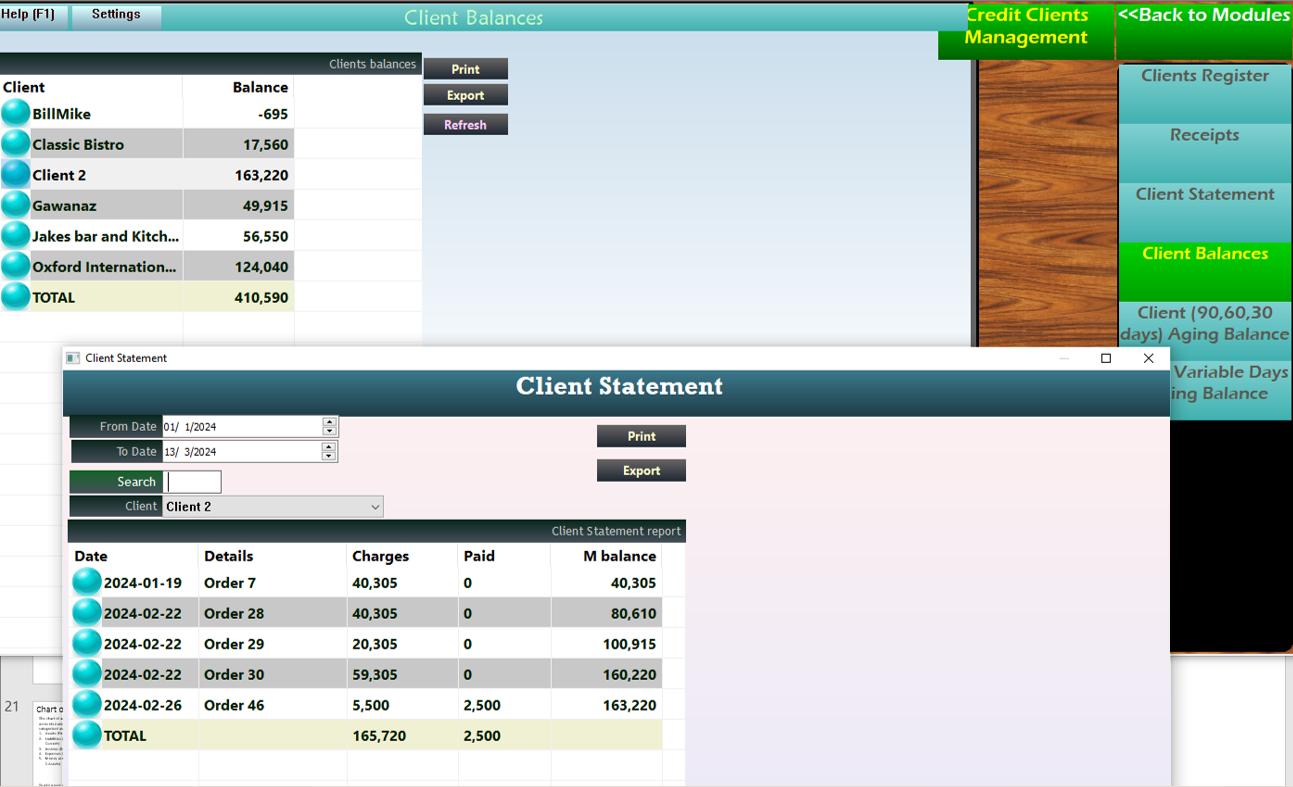 Help (F1) Settings Client Balances Credit Clients Management <<Back to Modules
Clients balances
Print
Export
Refresh
Client Balance
BillMike -695
Classic Bistro 17,560
Client 2 163,220
Gawanaz 49,915
Jakes bar and Kitch... 56,550
Oxford Internation... 124,040
TOTAL 410,590
Clients Register
Receipts
Client Statement
Client Balances
Client (90,60,30
days) Aging Balance
Variable Days
ing Balance
Client Statement
Client Statement
From Date 01/ 1/2024
To Date 13/ 3/2024
Search
Client Client 2
Print
Export
Client Statement report
Date Details Charges Paid M balance
2024-01-19 Order 7 40,305 0 40,305
2024-02-22 Order 28 40,305 0 80,610
2024-02-22 Order 29 20,305 0 100,915
2024-02-22 Order 30 59,305 0 160,220
2024-02-26 Order 46 5,500 2,500 163,220
TOTAL 165,720 2,500
21
Chart o